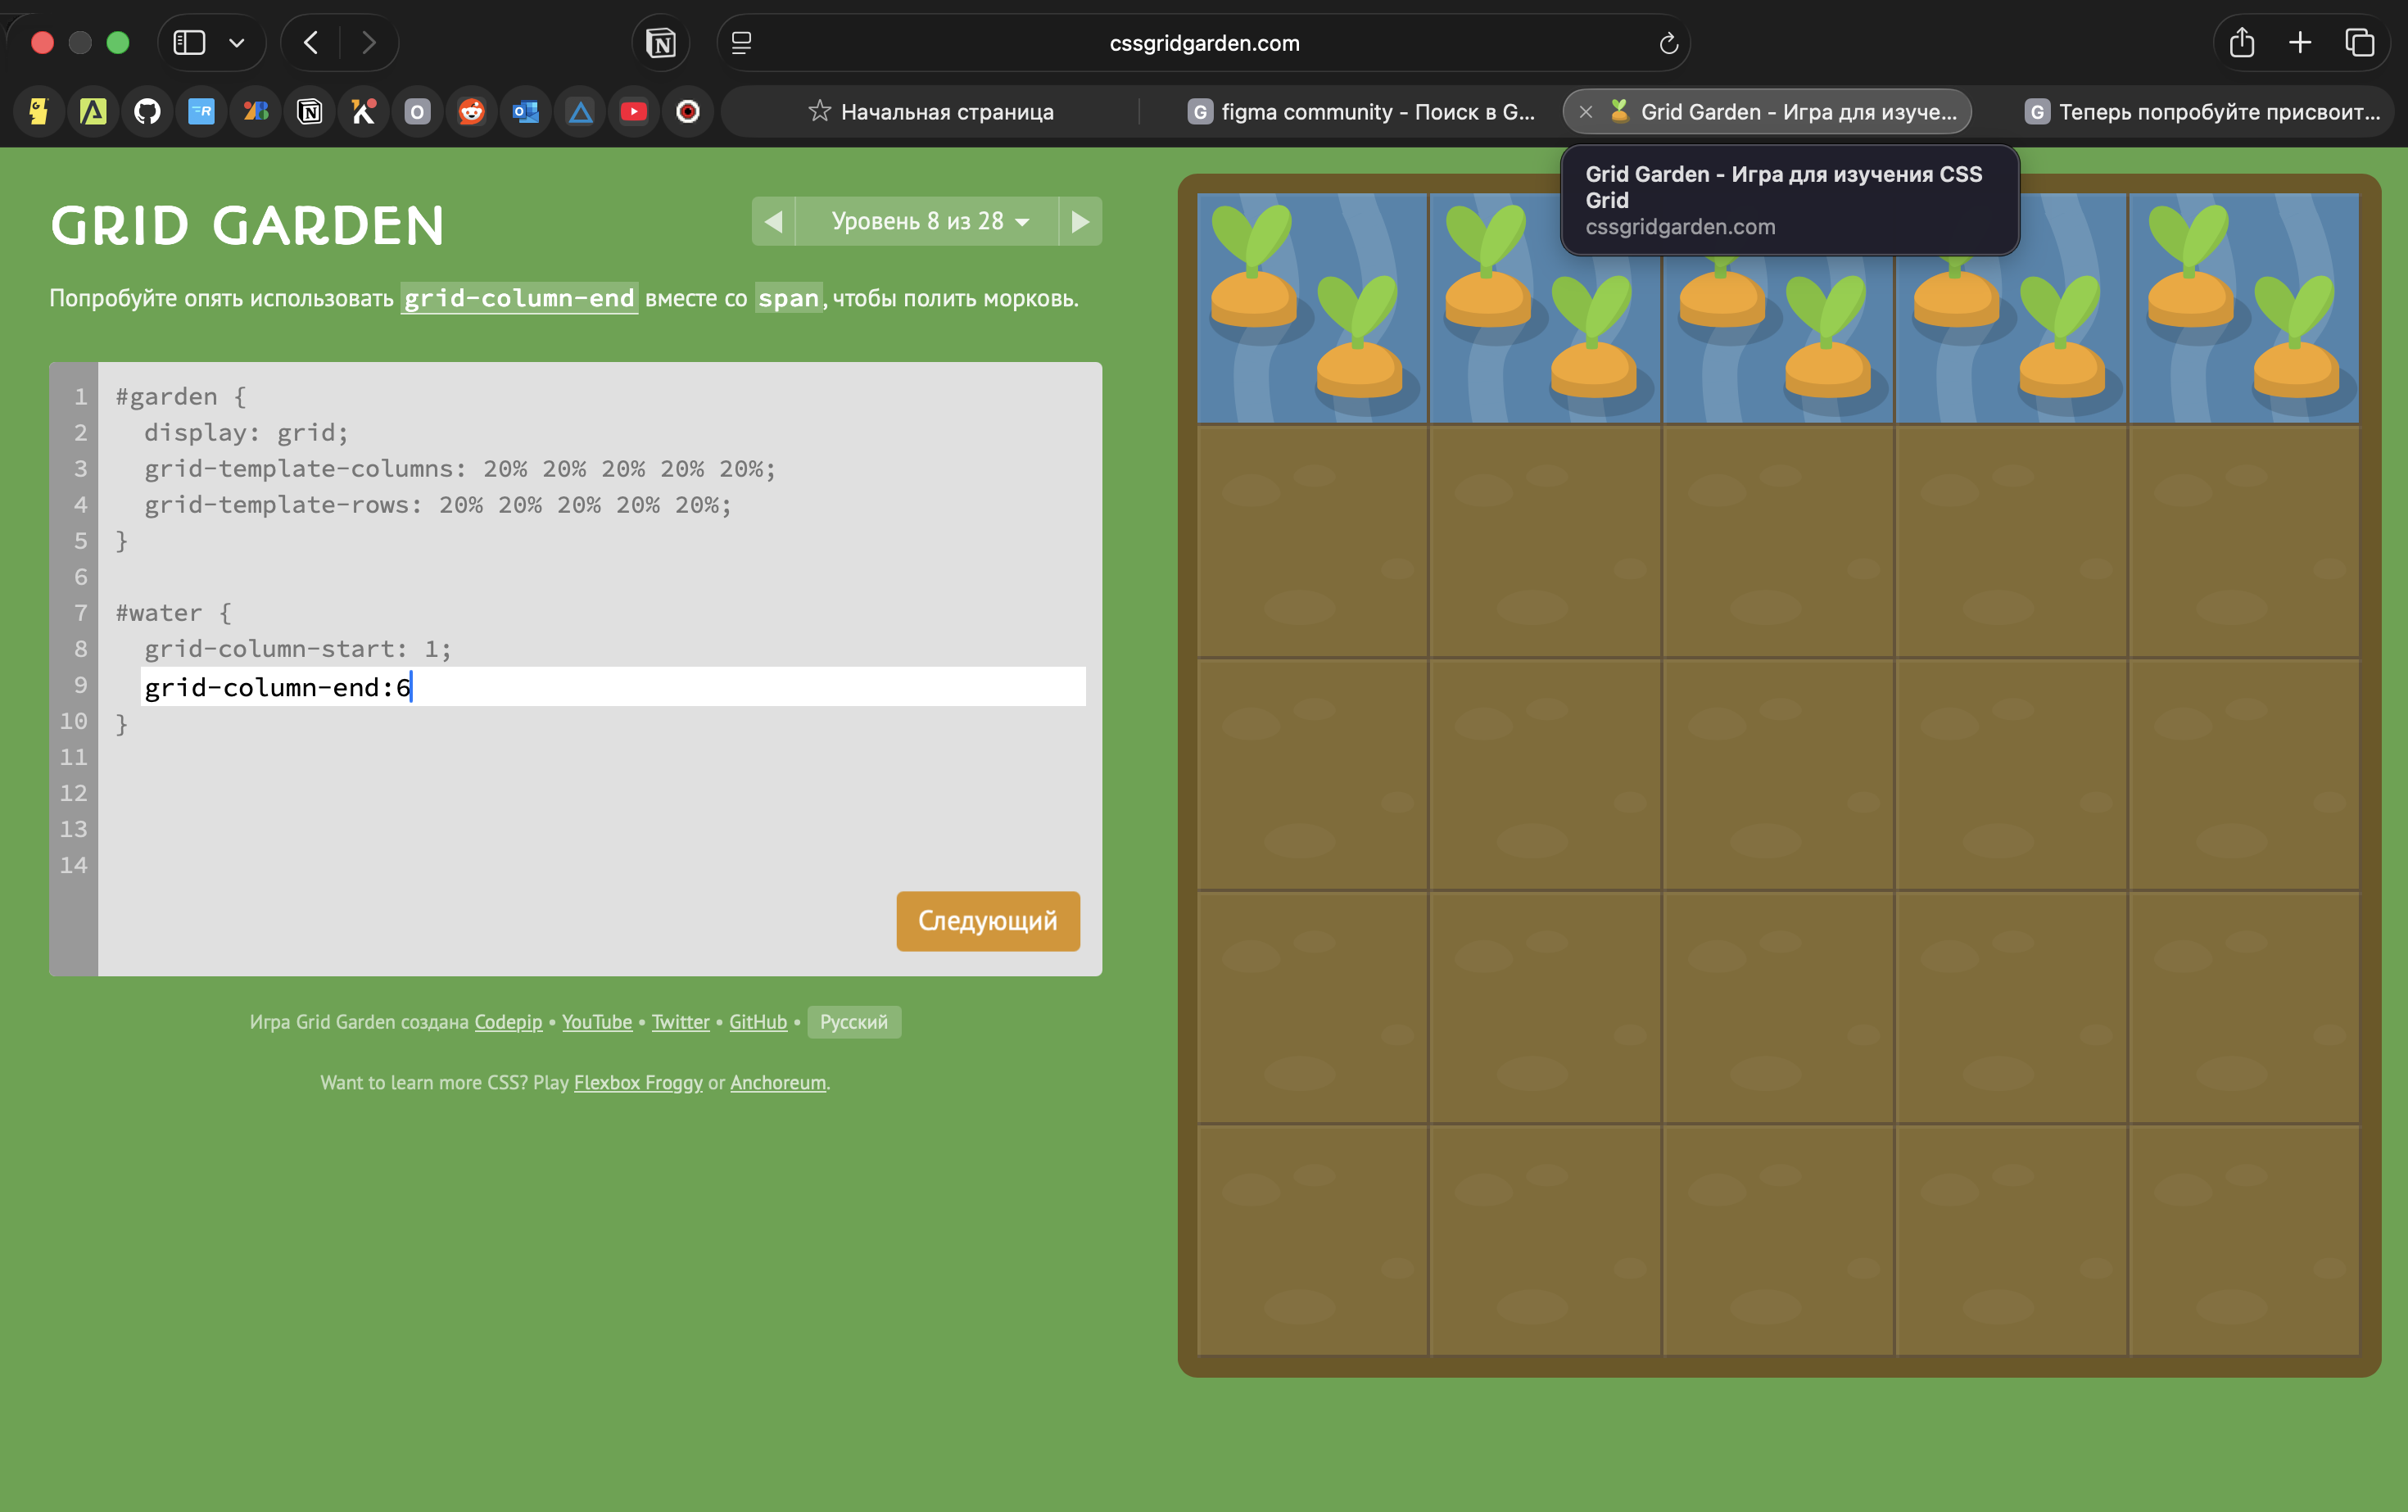 cssgridgarden.com
Начальная страница
figma community - Поиск в G...
Grid Garden - Игра для изуче...
Теперь попробуйте присвоит...
Grid Garden - Игра для изучения CSS
Grid
cssgridgarden.com
GRID GARDEN
Уровень 8 из 28
Попробуйте опять использовать grid-column-end вместе со span, чтобы полить морковь.
1 #garden {
2 display: grid;
3 grid-template-columns: 20% 20% 20% 20% 20%;
4 grid-template-rows: 20% 20% 20% 20% 20%;
5 }
6
7 #water {
8 grid-column-start: 1;
9 grid-column-end:6
10 }
11
12
13
14
Следующий
Игра Grid Garden создана Codepip • YouTube • Twitter • GitHub • Русский
Want to learn more CSS? Play Flexbox Froggy or Anchoreum.